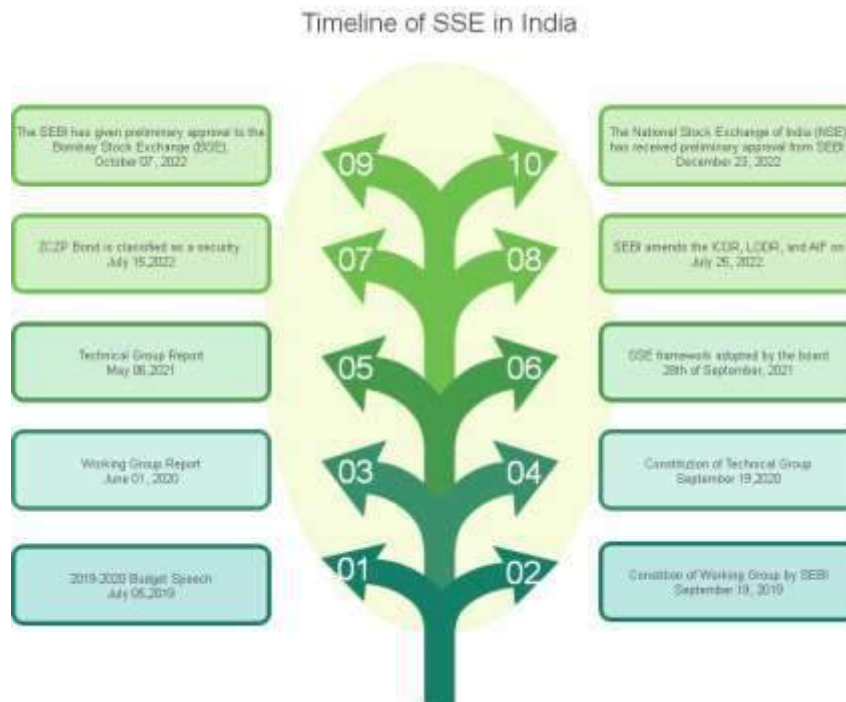 Timeline of SSE in India
The SEBI has given preliminary approval to the
Bombay Stock Exchange (BSE)
October 07, 2022
09
10
The National Stock Exchange of India (NSE)
has received preliminary approval from SEBI
December 23, 2022
ZCZP Bond is classified as a security
July 15,2022
07
08
SEBI amends the ICDR, LODR, and AIF on
July 25, 2022
Technical Group Report
May 06,2021
05
06
SSE framework adopted by the board
28th of September, 2021
Working Group Report
June 01, 2020
03
04
Constitution of Technical Group
September 19,2020
2019-2020 Budget Speech
July 05,2019
01
02
Constition of Working Group by SEBI
September 19, 2019